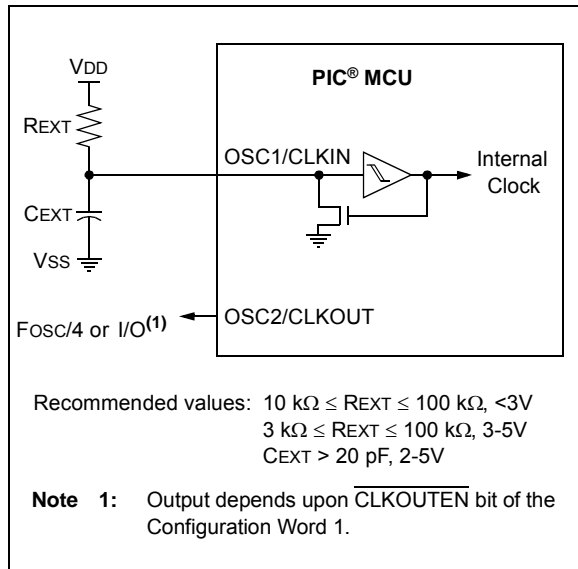 VDD
PIC® MCU
REXT
OSC1/CLKIN
Internal
Clock
CEXT
VSS
OSC2/CLKOUT
FOSC/4 or I/O(1)
Recommended values: 10 kΩ ≤ REXT ≤ 100 kΩ, <3V
3 kΩ ≤ REXT ≤ 100 kΩ, 3-5V
CEXT > 20 pF, 2-5V
Note 1: Output depends upon CLKOUTEN bit of the
Configuration Word 1.